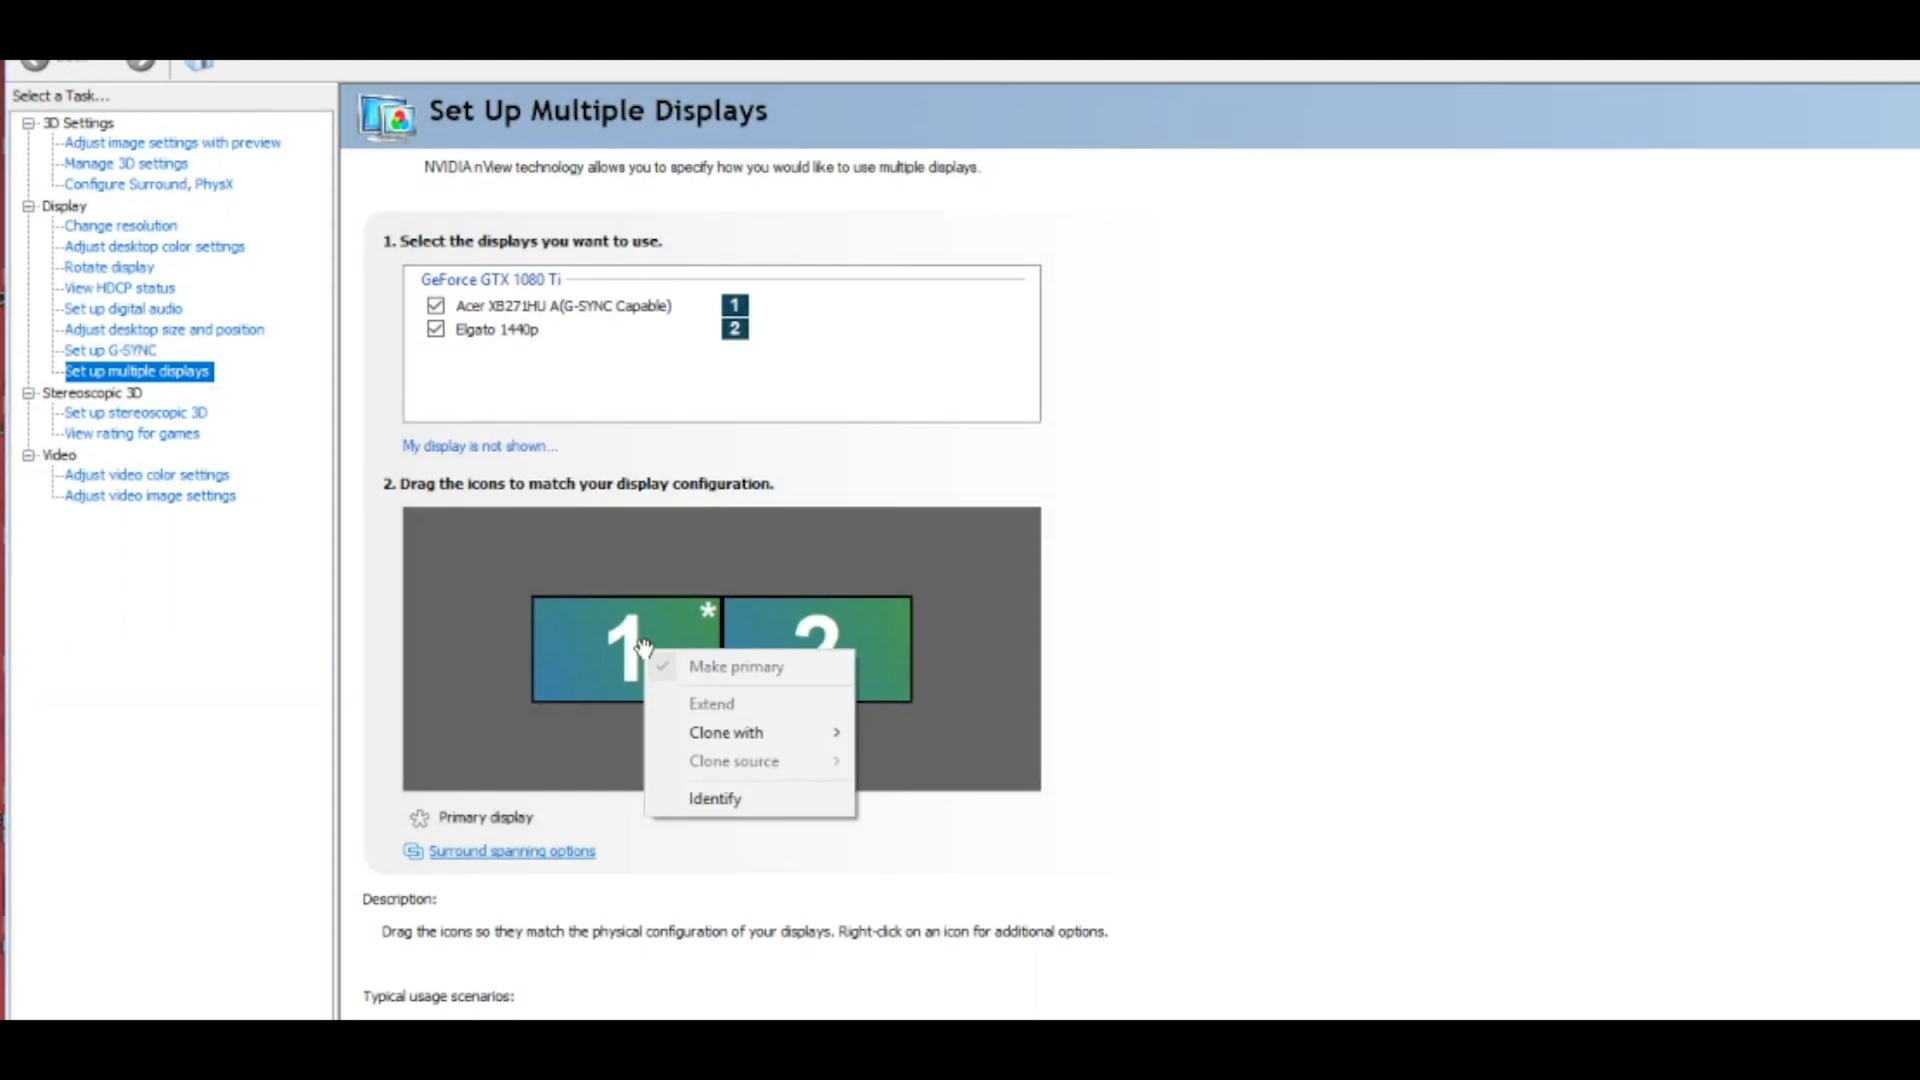 Select a Task...
3D Settings
Adjust image settings with preview
Manage 3D settings
Configure Surround, PhysX
Display
Change resolution
Adjust desktop color settings
Rotate display
View HDCP status
Set up digital audio
Adjust desktop size and position
Set up G-SYNC
Set up multiple displays
Stereoscopic 3D
Set up stereoscopic 3D
View rating for games
Video
Adjust video color settings
Adjust video image settings
Set Up Multiple Displays
NVIDIA nView technology allows you to specify how you would like to use multiple displays.
1. Select the displays you want to use.
GeForce GTX 1080 Ti
Acer XB271HU A(G-SYNC Capable) 1
Elgato 1440p 2
My display is not shown...
2. Drag the icons to match your display configuration.
1 * 2
Make primary
Extend
Clone with
Clone source
Identify
Primary display
Surround spanning options
Description:
Drag the icons so they match the physical configuration of your displays. Right-click on an icon for additional options.
Typical usage scenarios: